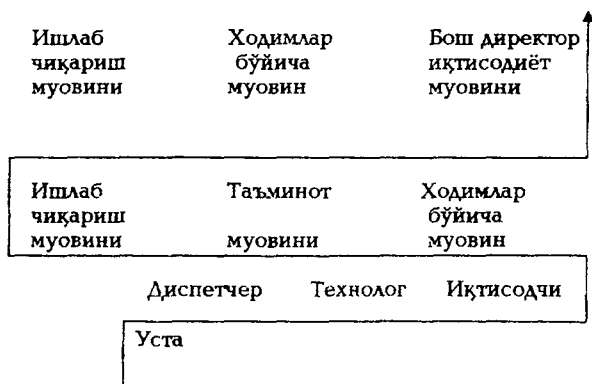 Ишлаб Ходимлар Бош директор
чиқариш бўйича иқтисодиёт
муовини муовин муовини
Ишлаб Таъминот Ходимлар
чиқариш бўйича
муовини муовини муовин
Диспетчер Технолог Иқтисодчи
Уста